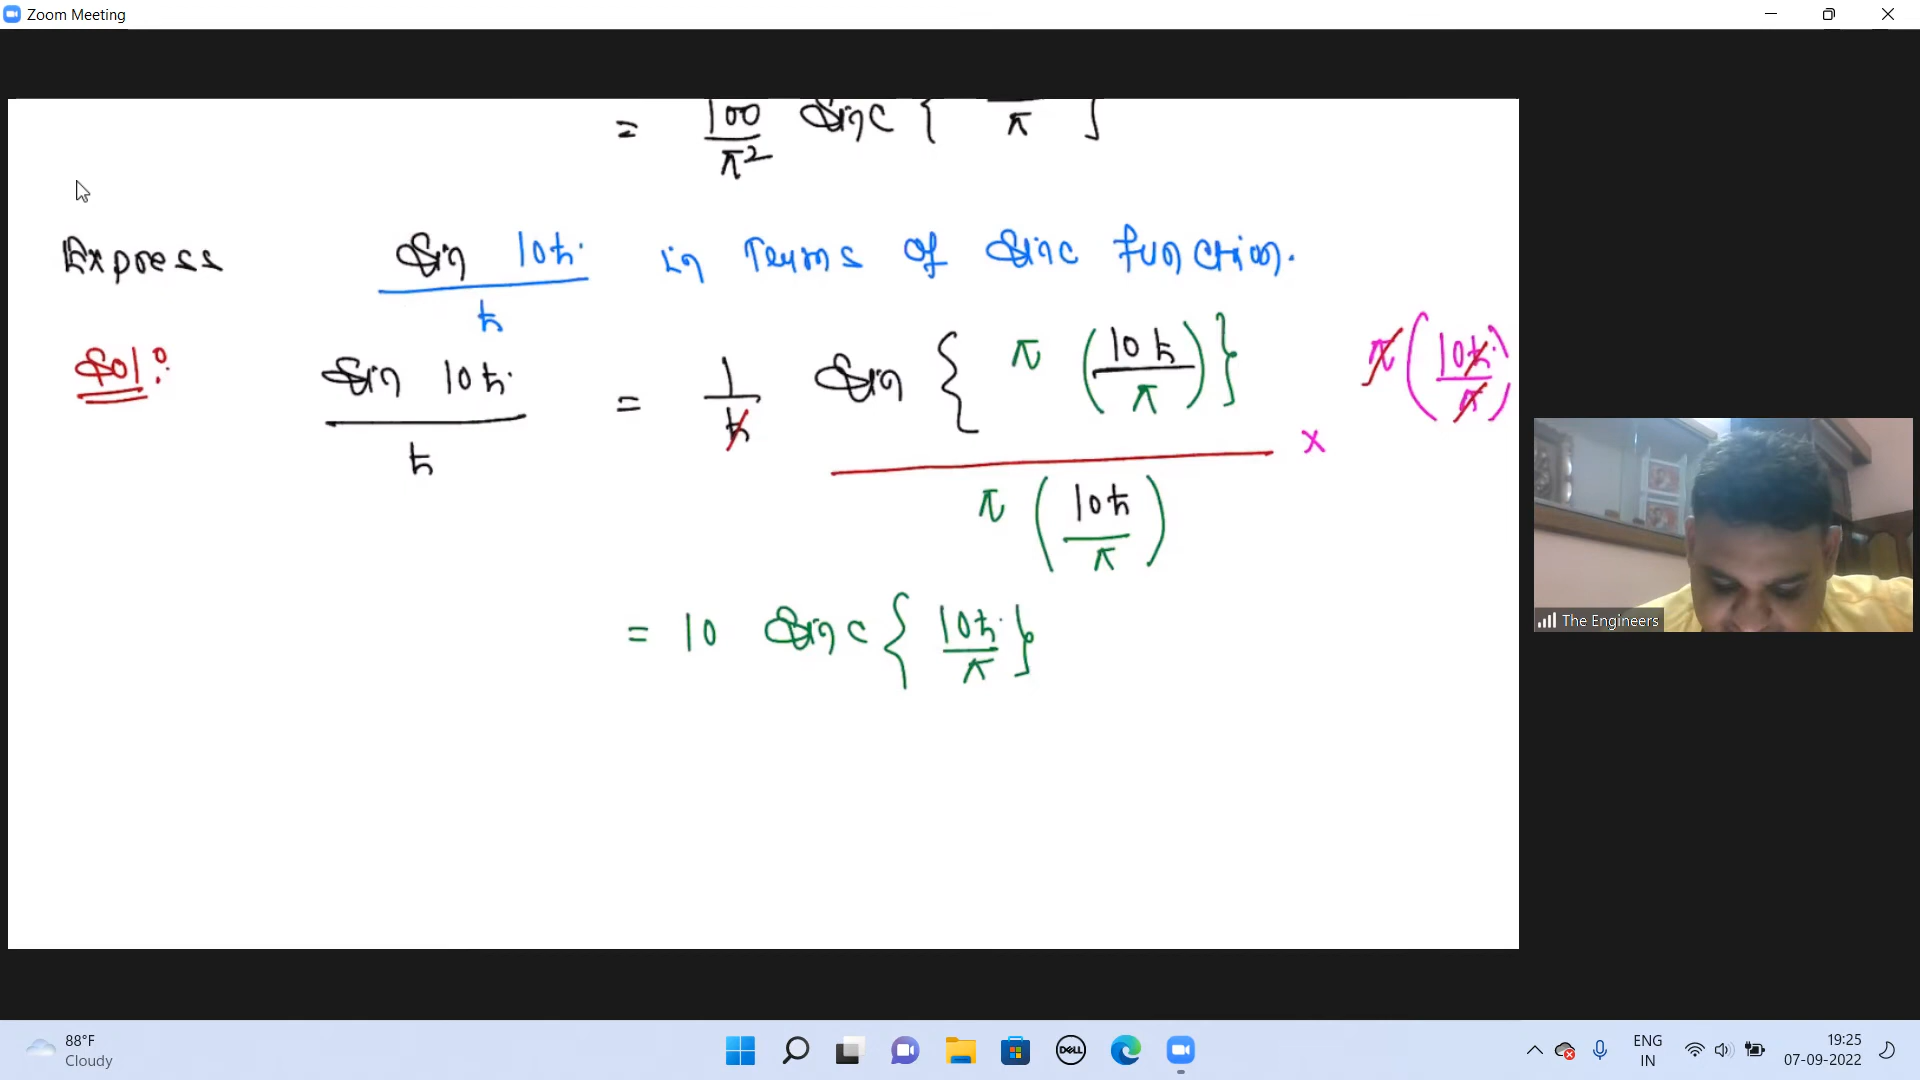 Zoom Meeting
= 100/π² Sinc { /π }
Express Sin 10t / t in Terms of Sinc function.
Sol:
Sin 10t / t = 1/t Sin { π (10t/π) } / π (10t/π) × π (10t/π)
= 10 Sinc { 10t/π }
The Engineers
88°F
Cloudy
DELL
ENG
IN
19:25
07-09-2022